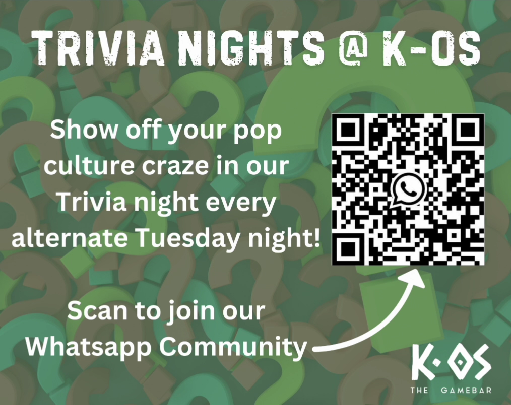 TRIVIA NIGHTS @ K-OS
Show off your pop
culture craze in our
Trivia night every
alternate Tuesday night!
Scan to join our
Whatsapp Community
K-OS
THE GAMEBAR